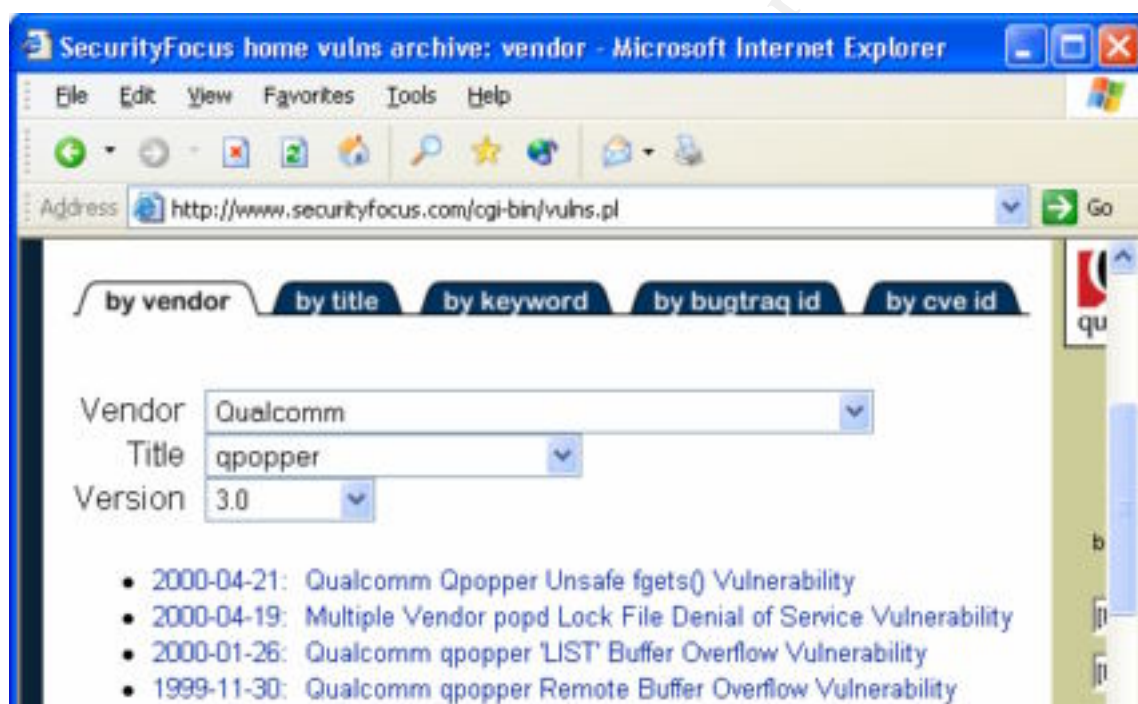 SecurityFocus home vulns archive: vendor - Microsoft Internet Explorer
File Edit View Favorites Tools Help
Address http://www.securityfocus.com/cgi-bin/vulns.pl Go
by vendor by title by keyword by bugtraq id by cve id
qu
Vendor Qualcomm
Title qpopper
Version 3.0
b
• 2000-04-21: Qualcomm Qpopper Unsafe fgets() Vulnerability
• 2000-04-19: Multiple Vendor popd Lock File Denial of Service Vulnerability
• 2000-01-26: Qualcomm qpopper 'LIST' Buffer Overflow Vulnerability
• 1999-11-30: Qualcomm qpopper Remote Buffer Overflow Vulnerability